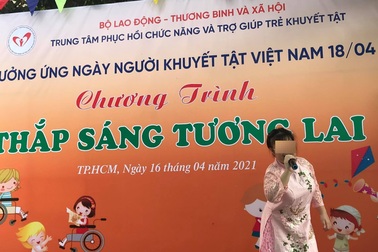 BỘ LAO ĐỘNG - THƯƠNG BINH VÀ XÃ HỘI
TRUNG TÂM PHỤC HỒI CHỨC NĂNG VÀ TRỢ GIÚP TRẺ KHUYẾT TẬT
ƯỞNG ỨNG NGÀY NGƯỜI KHUYẾT TẬT VIỆT NAM 18/04
Chương Trình
THẮP SÁNG TƯƠNG LAI
TP.HCM, Ngày 16 tháng 04 năm 2021